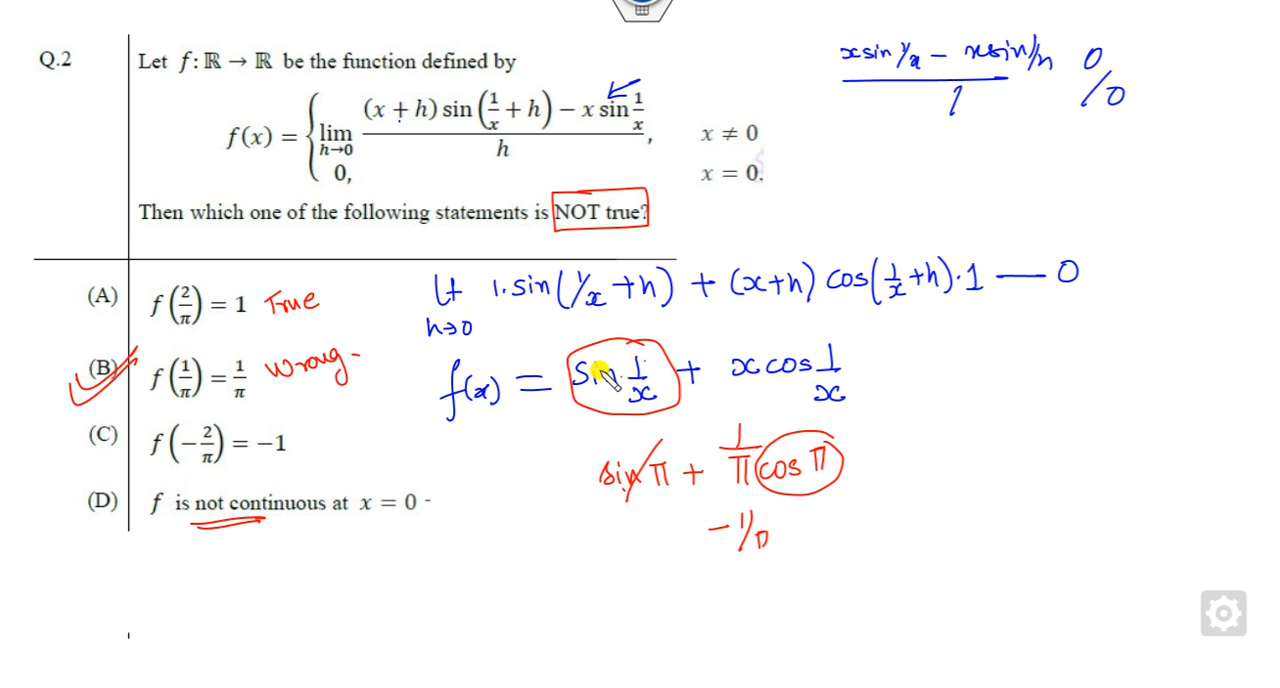 x sin 1/x – x sin 1/x 0
1 /0
Q.2 Let f: ℝ → ℝ be the function defined by
f(x) = { lim h→0 (x + h) sin (1/x + h) − x sin 1/x / h, x ≠ 0
0, x = 0.
Then which one of the following statements is NOT true?
Lt h→0 1. sin(1/x + h) + (x+h) cos(1/x + h).1 — 0
(A) f(2/π) = 1 True
(B) f(1/π) = 1/π Wrong.
f(x) = sin 1/x + x cos 1/x
(C) f(−2/π) = −1
sin π + 1/π cos π
(D) f is not continuous at x = 0
– 1/π